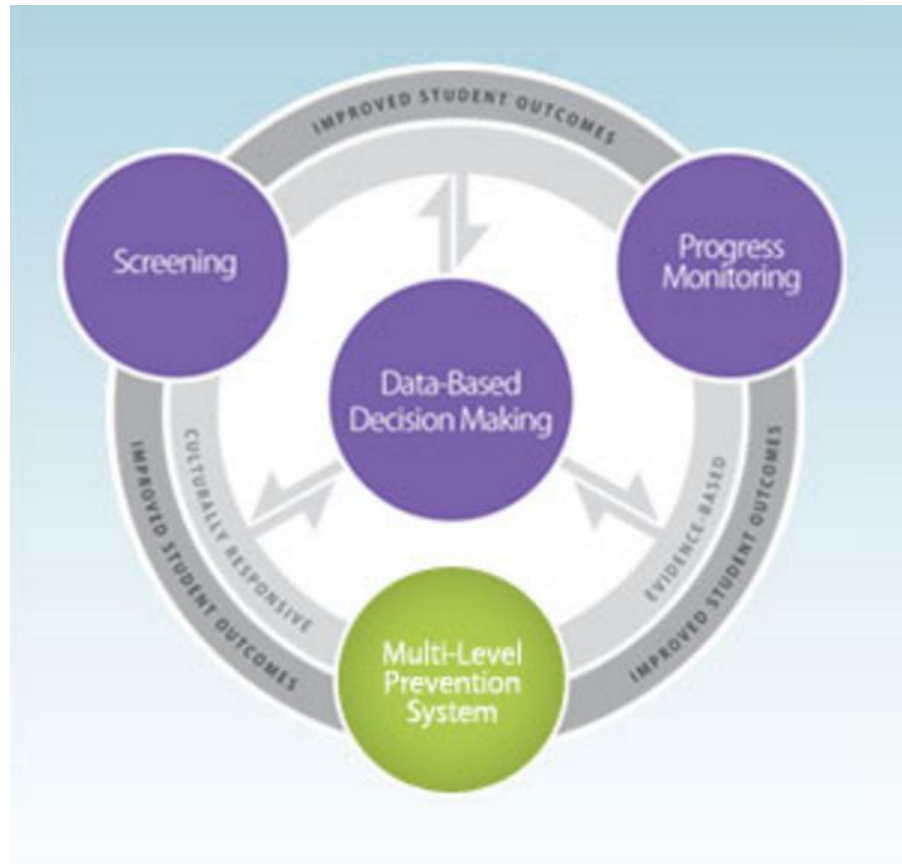 IMPROVED STUDENT OUTCOMES
Screening
Progress
Monitoring
Data-Based
Decision Making
CULTURALLY RESPONSIVE
IMPROVED STUDENT OUTCOMES
EVIDENCE-BASED
IMPROVED STUDENT OUTCOMES
Multi-Level
Prevention
System